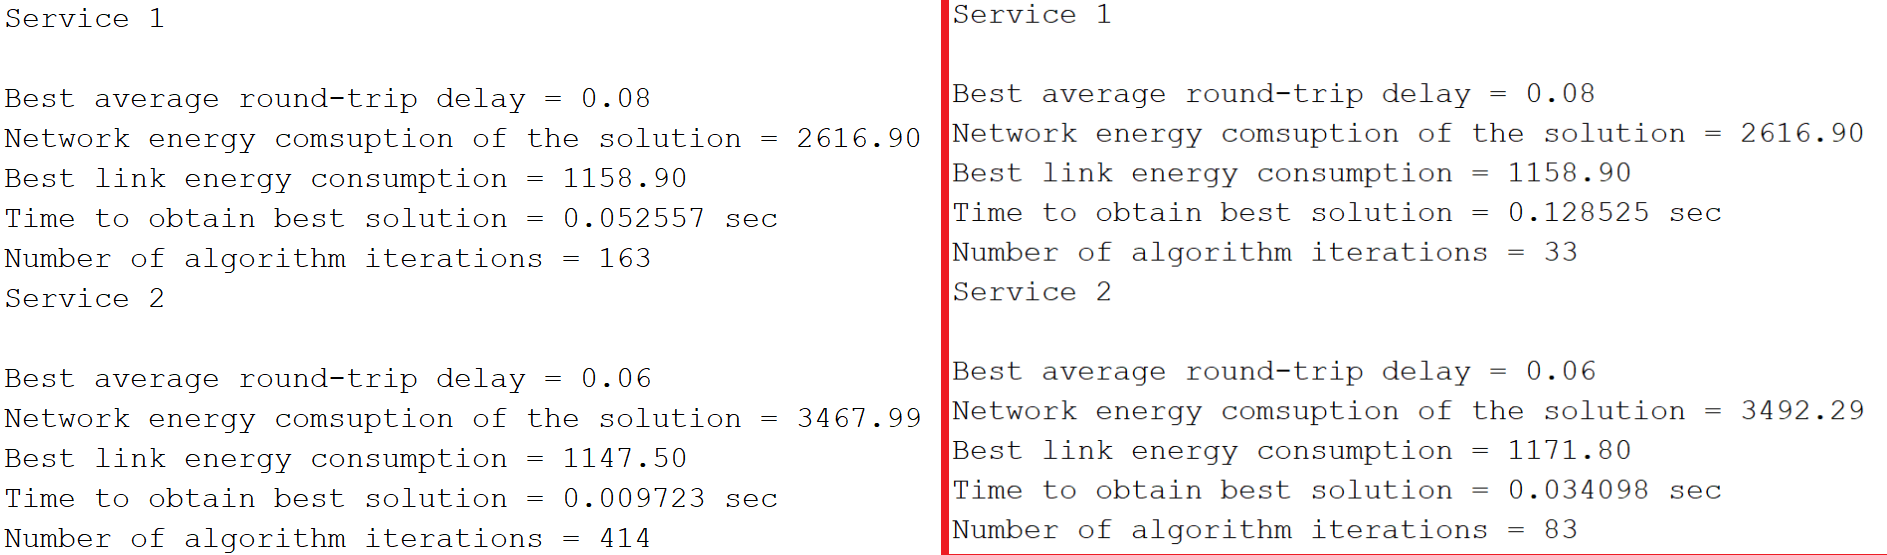 Service 1
Best average round-trip delay = 0.08
Network energy comsuption of the solution = 2616.90
Best link energy consumption = 1158.90
Time to obtain best solution = 0.052557 sec
Number of algorithm iterations = 163
Service 2
Best average round-trip delay = 0.06
Network energy comsuption of the solution = 3467.99
Best link energy consumption = 1147.50
Time to obtain best solution = 0.009723 sec
Number of algorithm iterations = 414
Service 1
Best average round-trip delay = 0.08
Network energy comsuption of the solution = 2616.90
Best link energy consumption = 1158.90
Time to obtain best solution = 0.128525 sec
Number of algorithm iterations = 33
Service 2
Best average round-trip delay = 0.06
Network energy comsuption of the solution = 3492.29
Best link energy consumption = 1171.80
Time to obtain best solution = 0.034098 sec
Number of algorithm iterations = 83